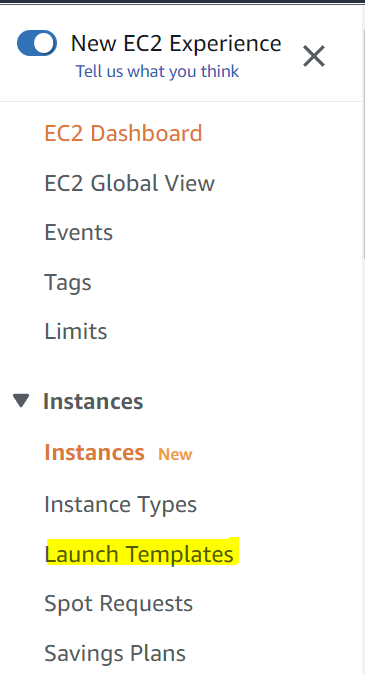 New EC2 Experience
Tell us what you think
EC2 Dashboard
EC2 Global View
Events
Tags
Limits
Instances
Instances New
Instance Types
Launch Templates
Spot Requests
Savings Plans